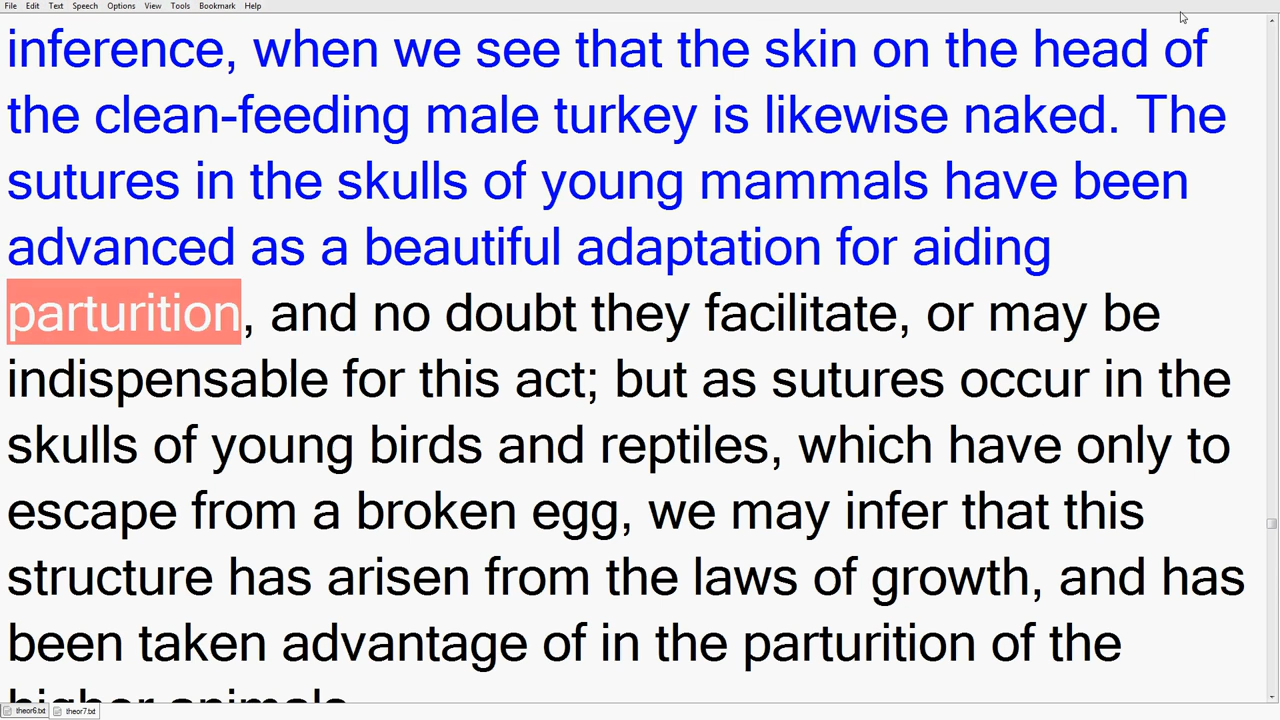 File Edit Text Speech Options View Tools Bookmark Help
inference, when we see that the skin on the head of
the clean-feeding male turkey is likewise naked. The
sutures in the skulls of young mammals have been
advanced as a beautiful adaptation for aiding
parturition, and no doubt they facilitate, or may be
indispensable for this act; but as sutures occur in the
skulls of young birds and reptiles, which have only to
escape from a broken egg, we may infer that this
structure has arisen from the laws of growth, and has
been taken advantage of in the parturition of the
higher animals.
theor6.txt theor7.txt